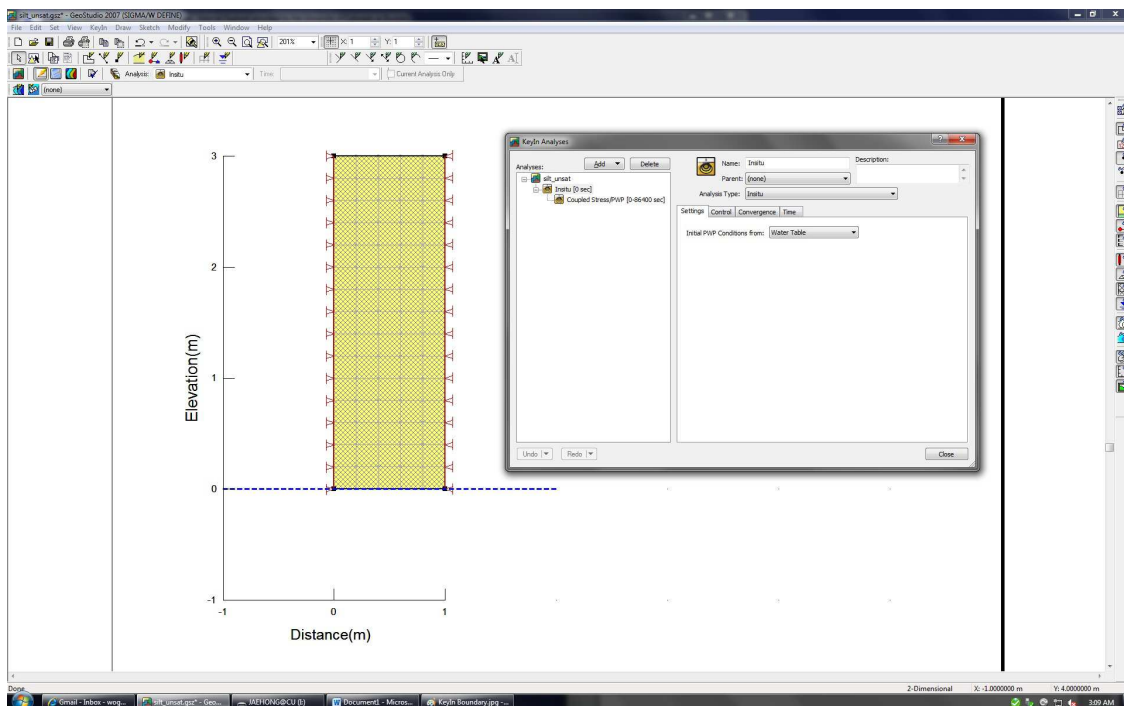 silt_unsat.gsz* - GeoStudio 2007 (SIGMA/W DEFINE)
File Edit Set View KeyIn Draw Sketch Modify Tools Window Help
201% X: 1 Y: 1
Analysis: Insitu Time: Current Analysis Only
(none)
KeyIn Analyses
Analyses: Add Delete
silt_unsat
Insitu [0 sec]
Coupled Stress/PWP [0-86400 sec]
Name: Insitu Description:
Parent: (none)
Analysis Type: Insitu
Settings Control Convergence Time
Initial PWP Conditions from: Water Table
Undo Redo Close
3
2
Elevation(m)
1
0
-1
-1 0 1
Distance(m)
Done 2-Dimensional X: -1.0000000 m Y: 4.0000000 m
Gmail - Inbox - wog... silt_unsat.gsz* - Geo... JAEHONG@CU (I:) Document1 - Micros... KeyIn Boundary.jpg -... 3:09 AM